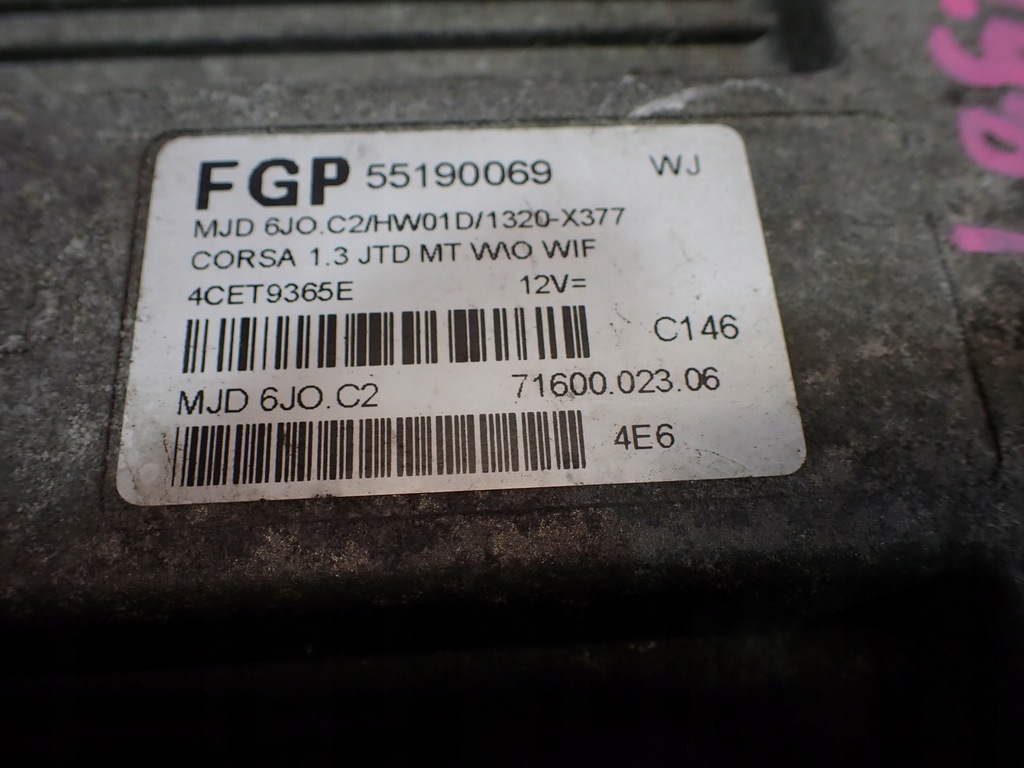 FGP 55190069 WJ
MJD 6JO.C2/HW01D/1320-X377
CORSA 1.3 JTD MT W\O WIF
4CET9365E 12V=
C146
MJD 6JO.C2 71600.023.06
4E6